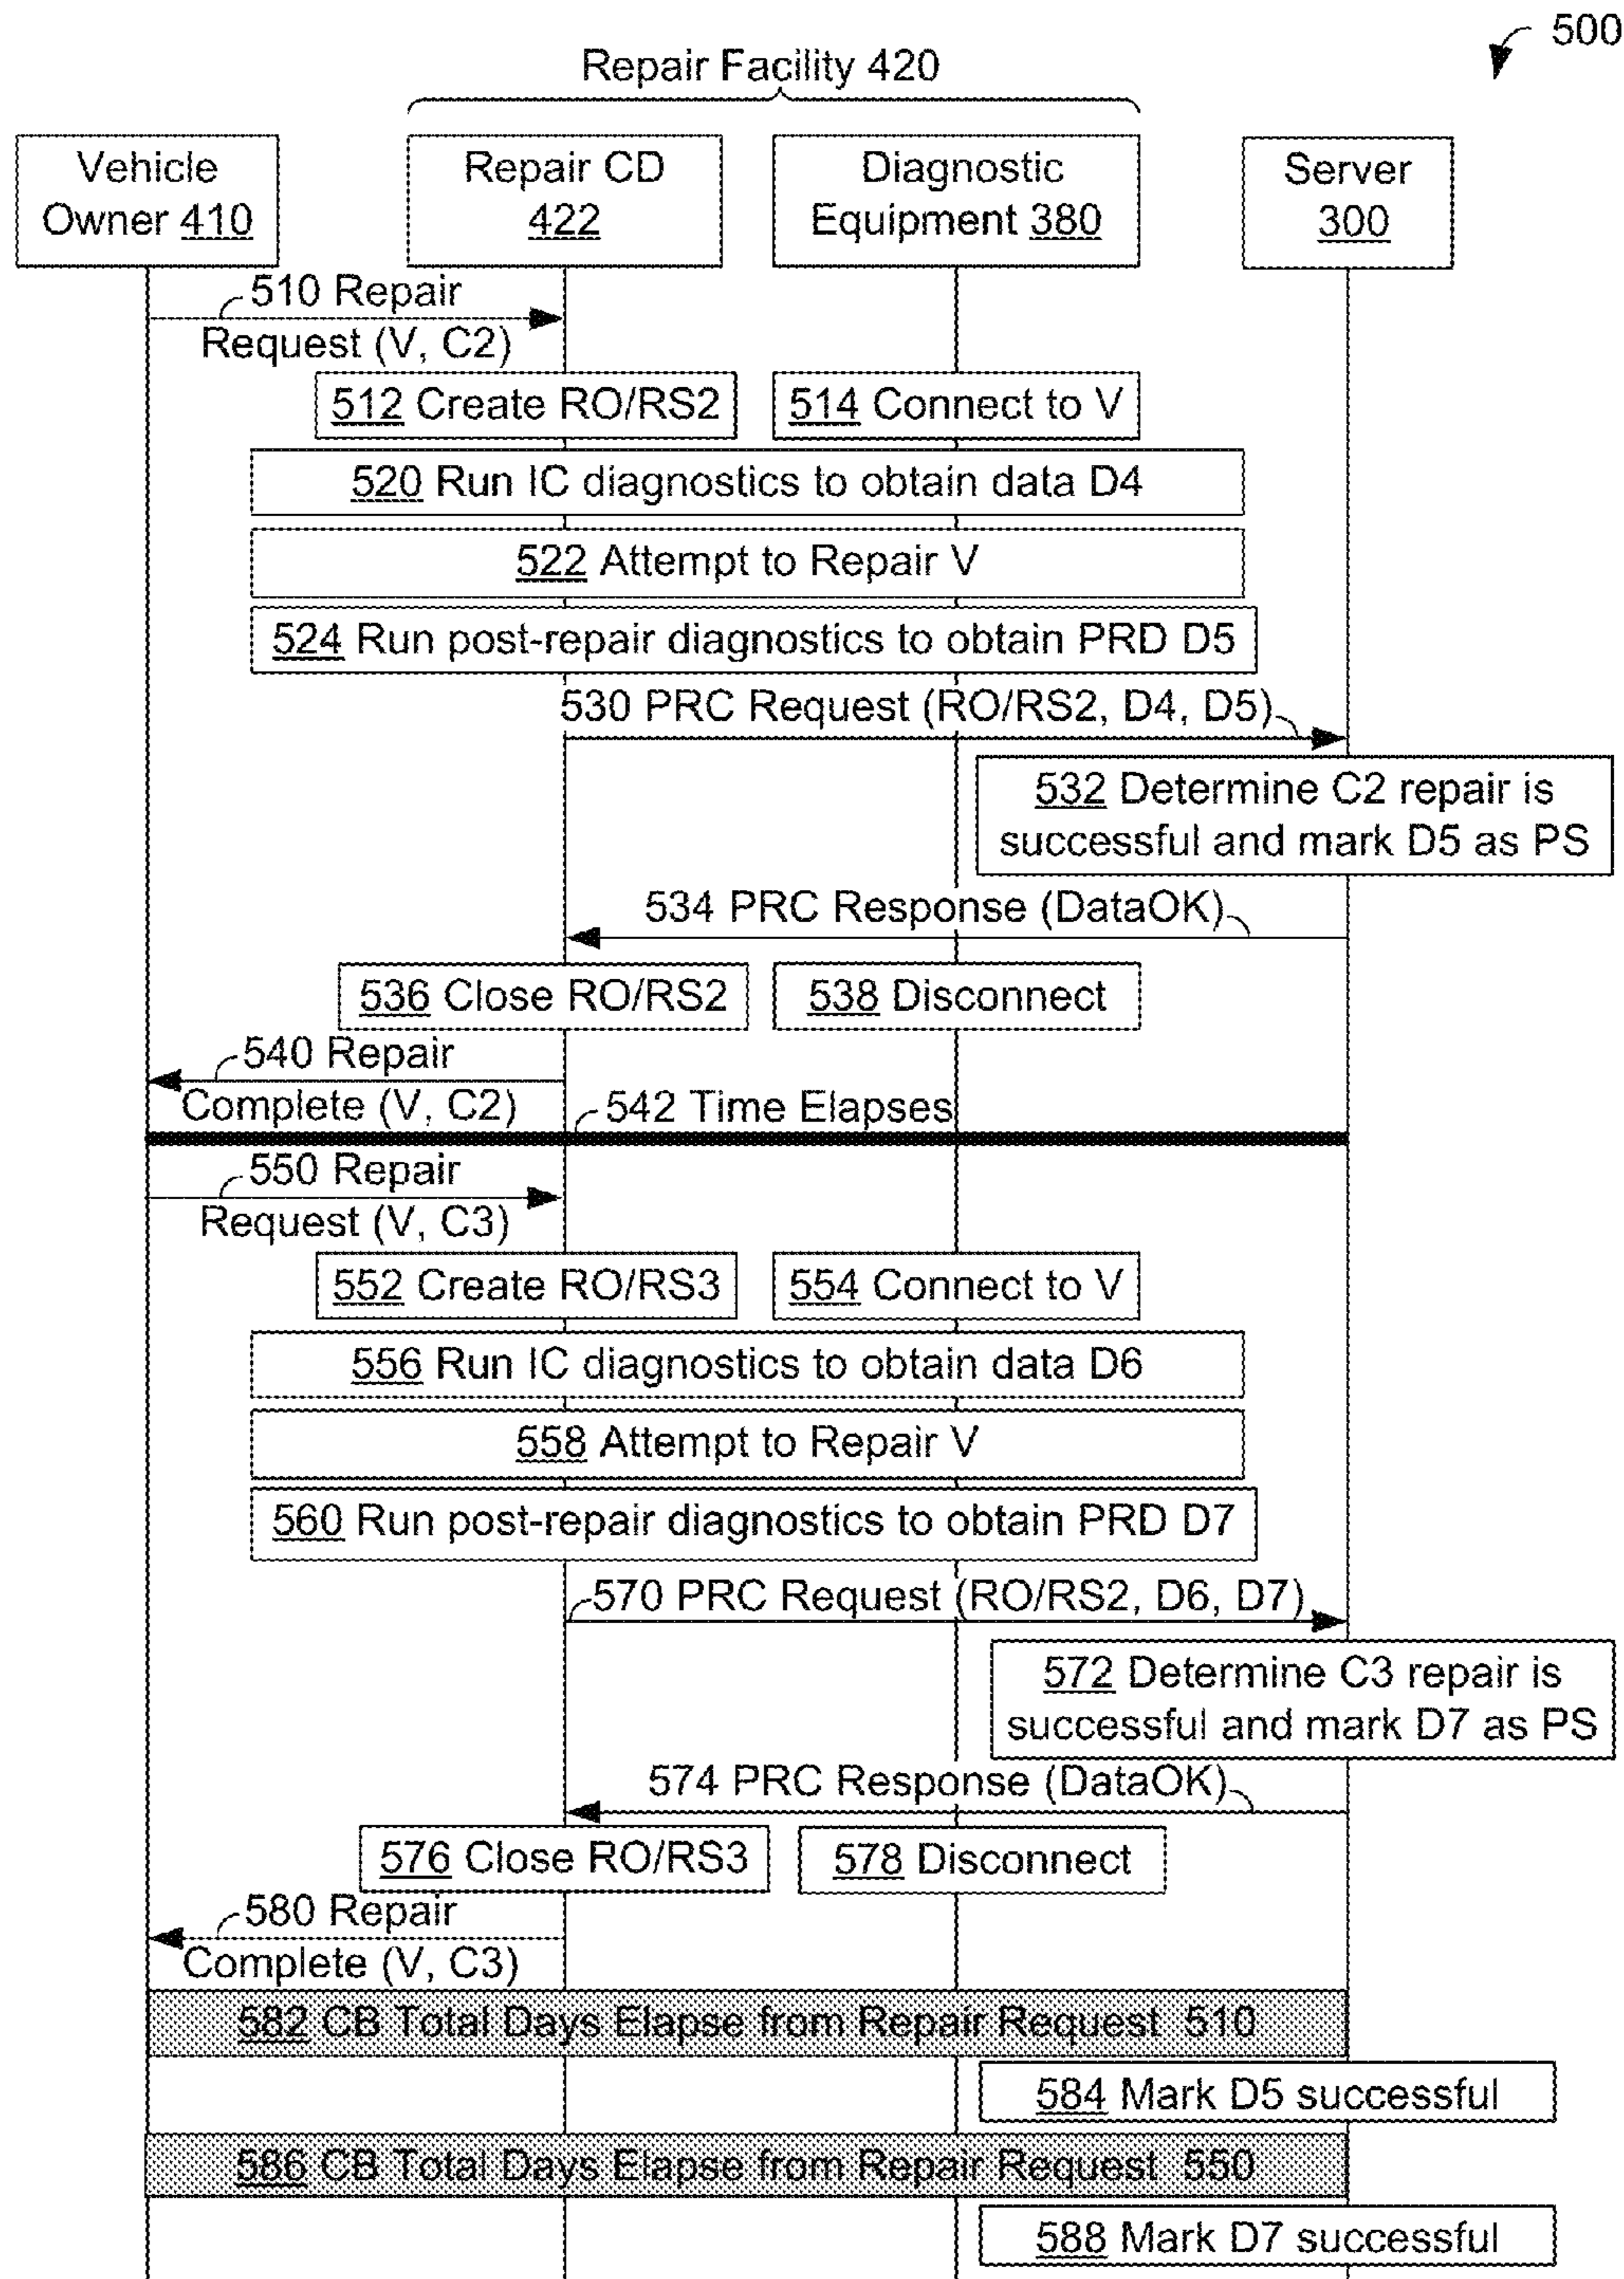 500
Repair Facility 420
Vehicle
Owner 410
Repair CD
422
Diagnostic
Equipment 380
Server
300
510 Repair
Request (V, C2)
512 Create RO/RS2
514 Connect to V
520 Run IC diagnostics to obtain data D4
522 Attempt to Repair V
524 Run post-repair diagnostics to obtain PRD D5
530 PRC Request (RO/RS2, D4, D5)
532 Determine C2 repair is
successful and mark D5 as PS
534 PRC Response (DataOK)
536 Close RO/RS2
538 Disconnect
540 Repair
Complete (V, C2)
542 Time Elapses
550 Repair
Request (V, C3)
552 Create RO/RS3
554 Connect to V
556 Run IC diagnostics to obtain data D6
558 Attempt to Repair V
560 Run post-repair diagnostics to obtain PRD D7
570 PRC Request (RO/RS2, D6, D7)
572 Determine C3 repair is
successful and mark D7 as PS
574 PRC Response (DataOK)
576 Close RO/RS3
578 Disconnect
580 Repair
Complete (V, C3)
582 CB Total Days Elapse from Repair Request 510
584 Mark D5 successful
586 CB Total Days Elapse from Repair Request 550
588 Mark D7 successful